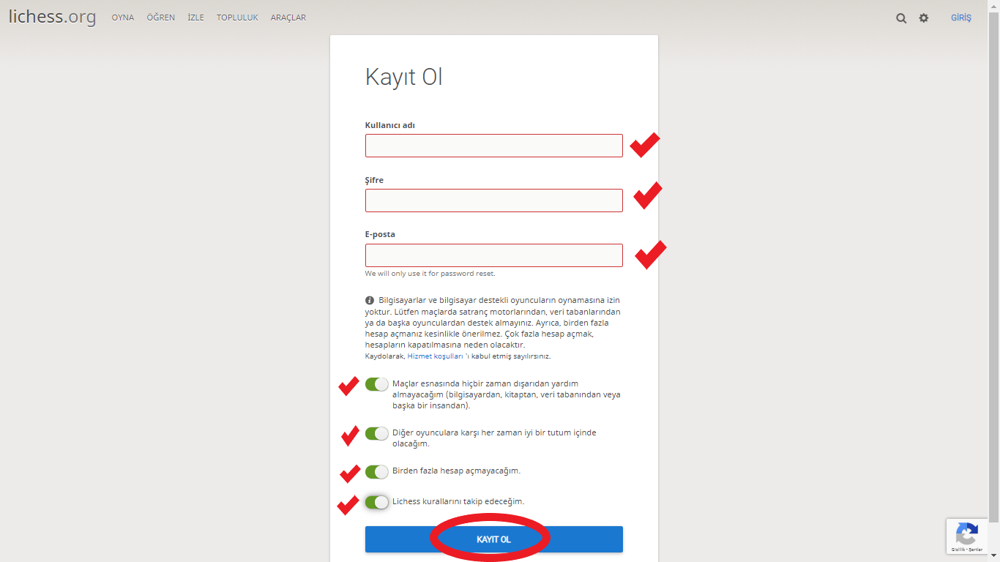 lichess.org OYNA ÖĞREN İZLE TOPLULUK ARAÇLAR GİRİŞ
Kayıt Ol
Kullanıcı adı
Şifre
E-posta
We will only use it for password reset.
Bilgisayarlar ve bilgisayar destekli oyuncuların oynamasına izin
yoktur. Lütfen maçlarda satranç motorlarından, veri tabanlarından
ya da başka oyunculardan destek almayınız. Ayrıca, birden fazla
hesap açmanız kesinlikle önerilmez. Çok fazla hesap açmak,
hesapların kapatılmasına neden olacaktır.
Kaydolarak, Hizmet koşulları 'ı kabul etmiş sayılırsınız.
Maçlar esnasında hiçbir zaman dışarıdan yardım
almayacağım (bilgisayardan, kitaptan, veri tabanından veya
başka bir insandan).
Diğer oyunculara karşı her zaman iyi bir tutum içinde
olacağım.
Birden fazla hesap açmayacağım.
Lichess kurallarını takip edeceğim.
KAYIT OL
Gizlilik - Şartlar